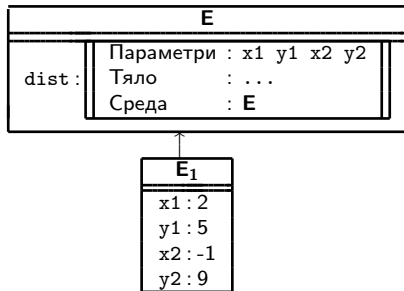 E
dist :
Параметри : x1 y1 x2 y2
Тяло : ...
Среда : E
E1
x1 : 2
y1 : 5
x2 : -1
y2 : 9